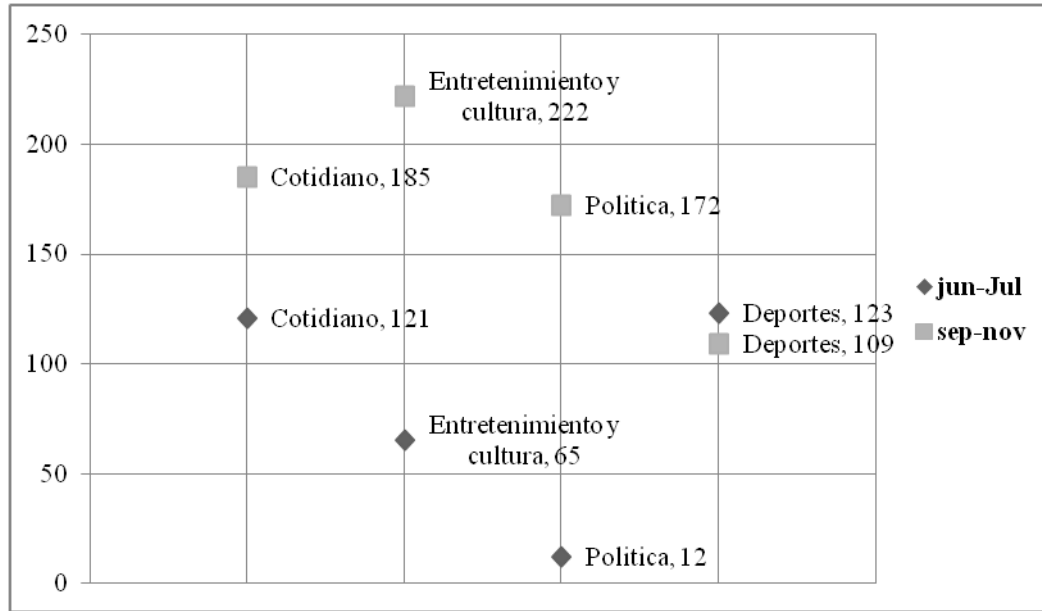 250
200
150
100
50
0
Entretenimiento y
cultura, 222
Cotidiano, 185
Politica, 172
Cotidiano, 121
Deportes, 123
Deportes, 109
Entretenimiento y
cultura, 65
Politica, 12
jun-Jul
sep-nov